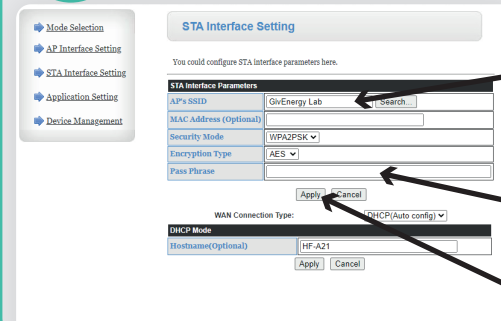 Mode Selection
AP Interface Setting
STA Interface Setting
Application Setting
Device Management
STA Interface Setting
You could configure STA interface parameters here.
STA Interface Parameters
AP's SSID GivEnergy Lab Search...
MAC Address (Optional)
Security Mode WPA2PSK
Encryption Type AES
Pass Phrase
Apply Cancel
WAN Connection Type: DHCP(Auto config)
DHCP Mode
Hostname(Optional) HF-A21
Apply Cancel